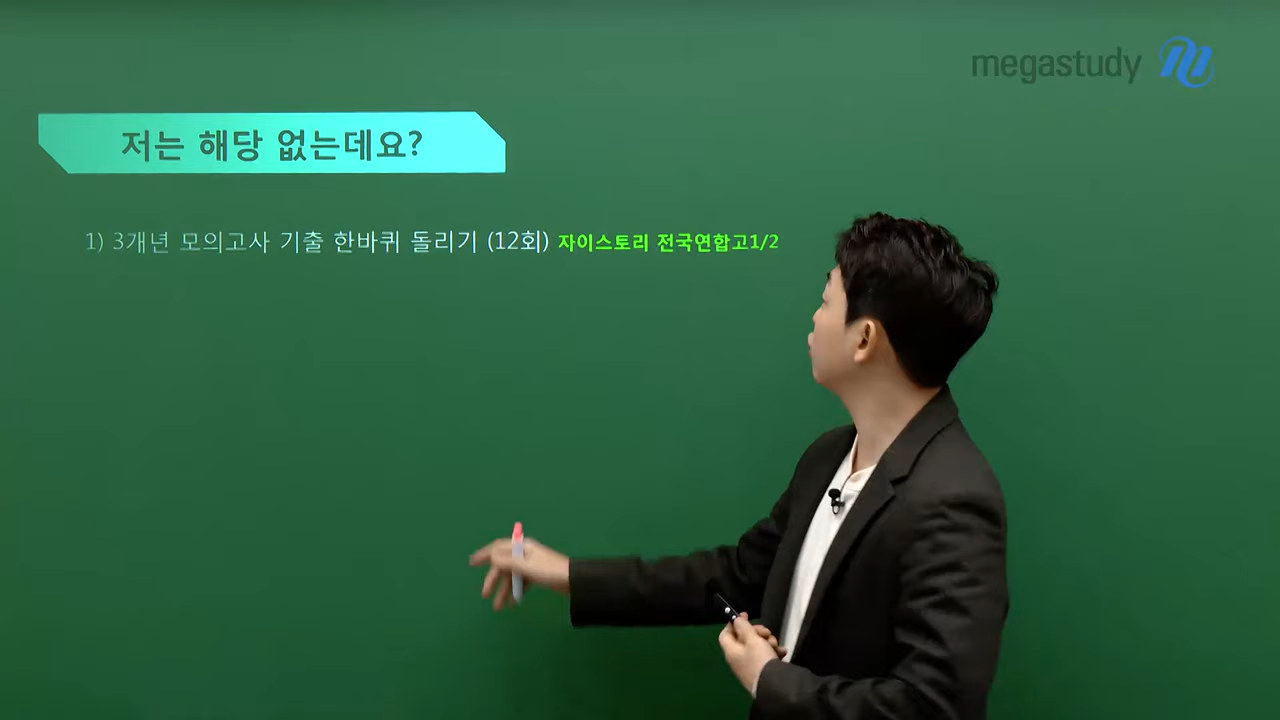 megastudy
저는 해당 없는데요?
1) 3개년 모의고사 기출 한바퀴 돌리기 (12회) 자이스토리 전국연합고1/2